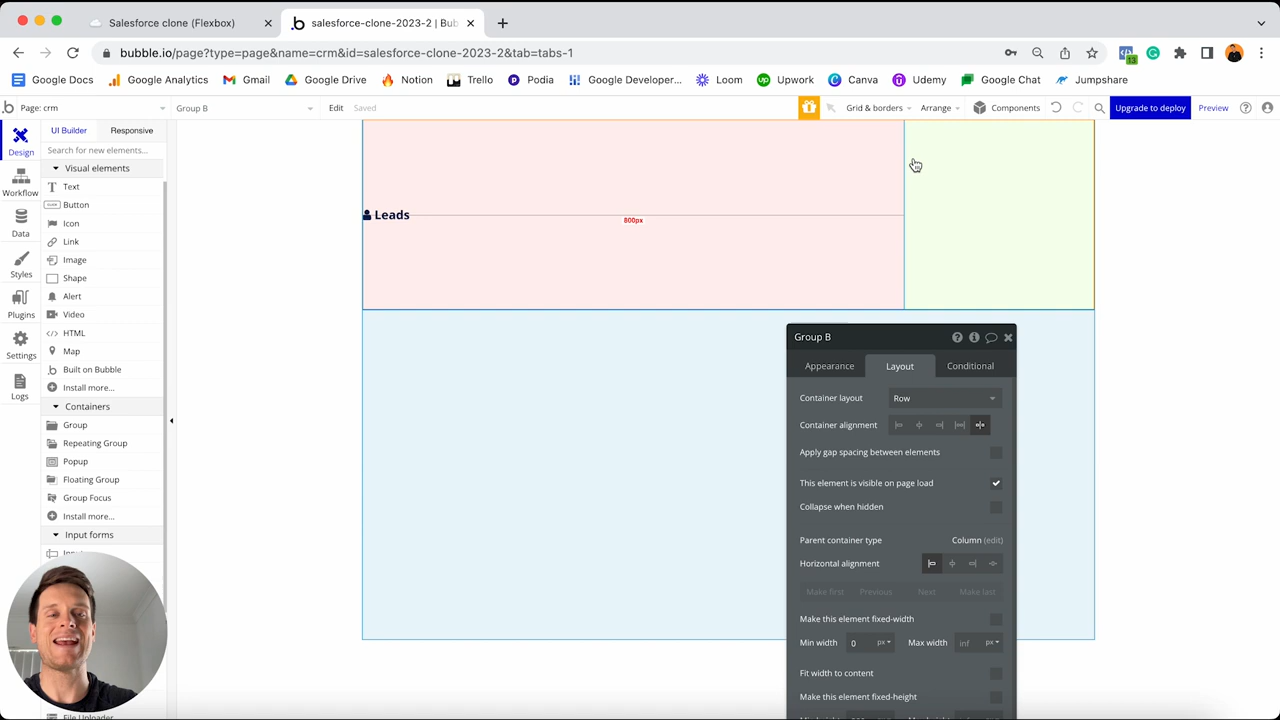 Salesforce clone (Flexbox)
salesforce-clone-2023-2 | Bub
bubble.io/page?type=page&name=crm&id=salesforce-clone-2023-2&tab=tabs-1
13
Google Docs
Google Analytics
Gmail
Google Drive
Notion
Trello
Podia
Google Developer...
Loom
Upwork
Canva
Udemy
Google Chat
Jumpshare
Page: crm
Group B
Edit
Saved
Grid & borders
Arrange
Components
Upgrade to deploy
Preview
Design
Workflow
Data
Styles
Plugins
Settings
Logs
UI Builder
Responsive
Search for new elements...
Visual elements
Text
Button
Icon
Link
Image
Shape
Alert
Video
HTML
Map
Built on Bubble
Install more...
Containers
Group
Repeating Group
Popup
Floating Group
Group Focus
Install more...
Input forms
Leads
800px
Group B
Appearance
Layout
Conditional
Container layout
Row
Container alignment
Apply gap spacing between elements
This element is visible on page load
Collapse when hidden
Parent container type
Column (edit)
Horizontal alignment
Make first
Previous
Next
Make last
Make this element fixed-width
Min width
0
px
Max width
inf
px
Fit width to content
Make this element fixed-height